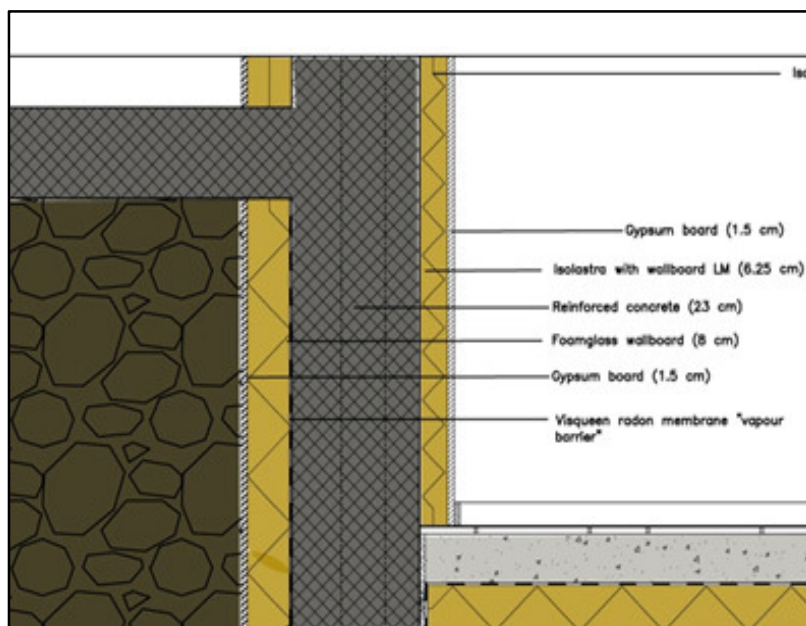 Iso
Gypsum board (1.5 cm)
Isolastra with wallboard LM (6.25 cm)
Reinforced concrete (23 cm)
Foamglass wallboard (8 cm)
Gypsum board (1.5 cm)
Visqueen radon membrane "vapour
barrier"